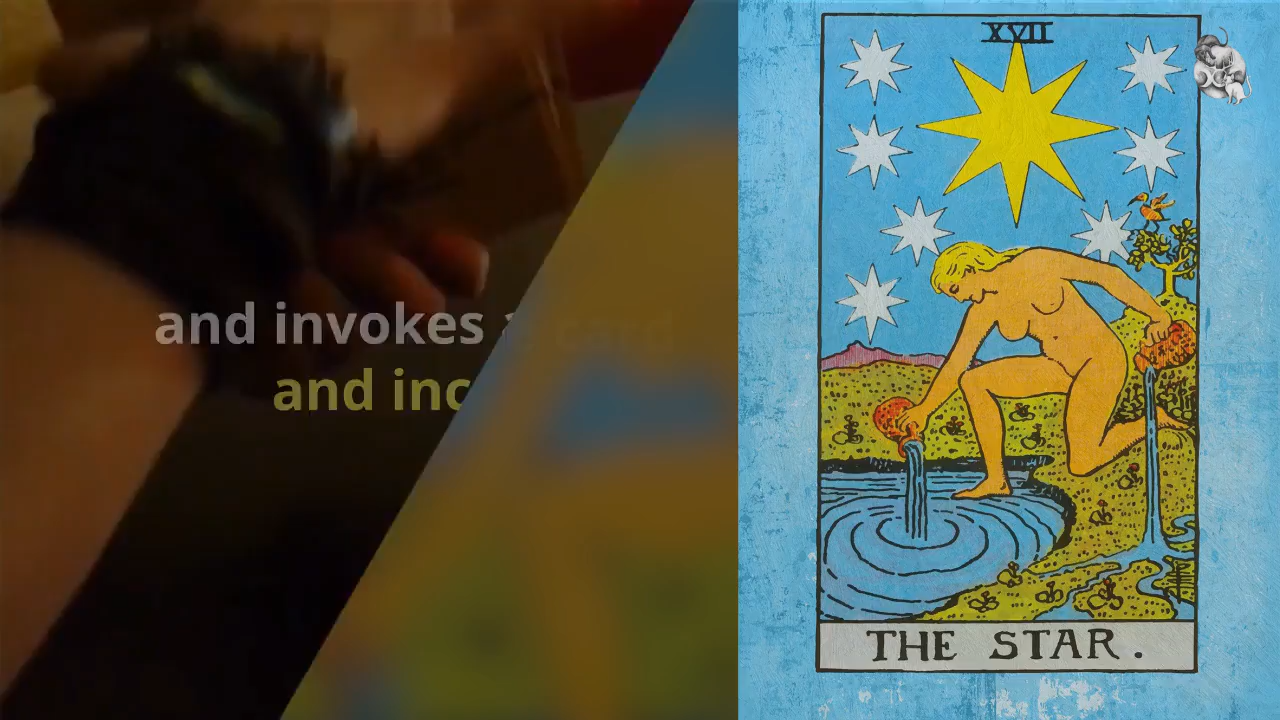 and invokes
and inc
XVII
THE STAR.